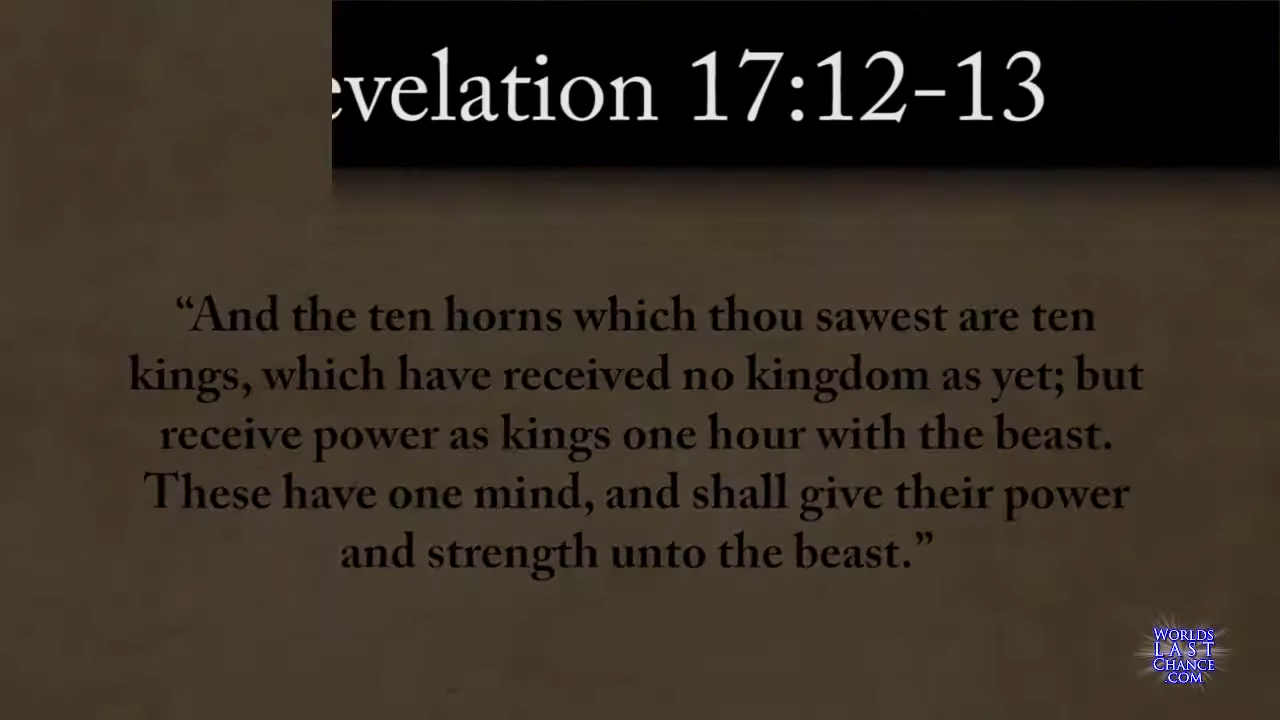 evelation 17:12-13
“And the ten horns which thou sawest are ten
kings, which have received no kingdom as yet; but
receive power as kings one hour with the beast.
These have one mind, and shall give their power
and strength unto the beast.”
WORLDS
LAST
CHANCE
.COM